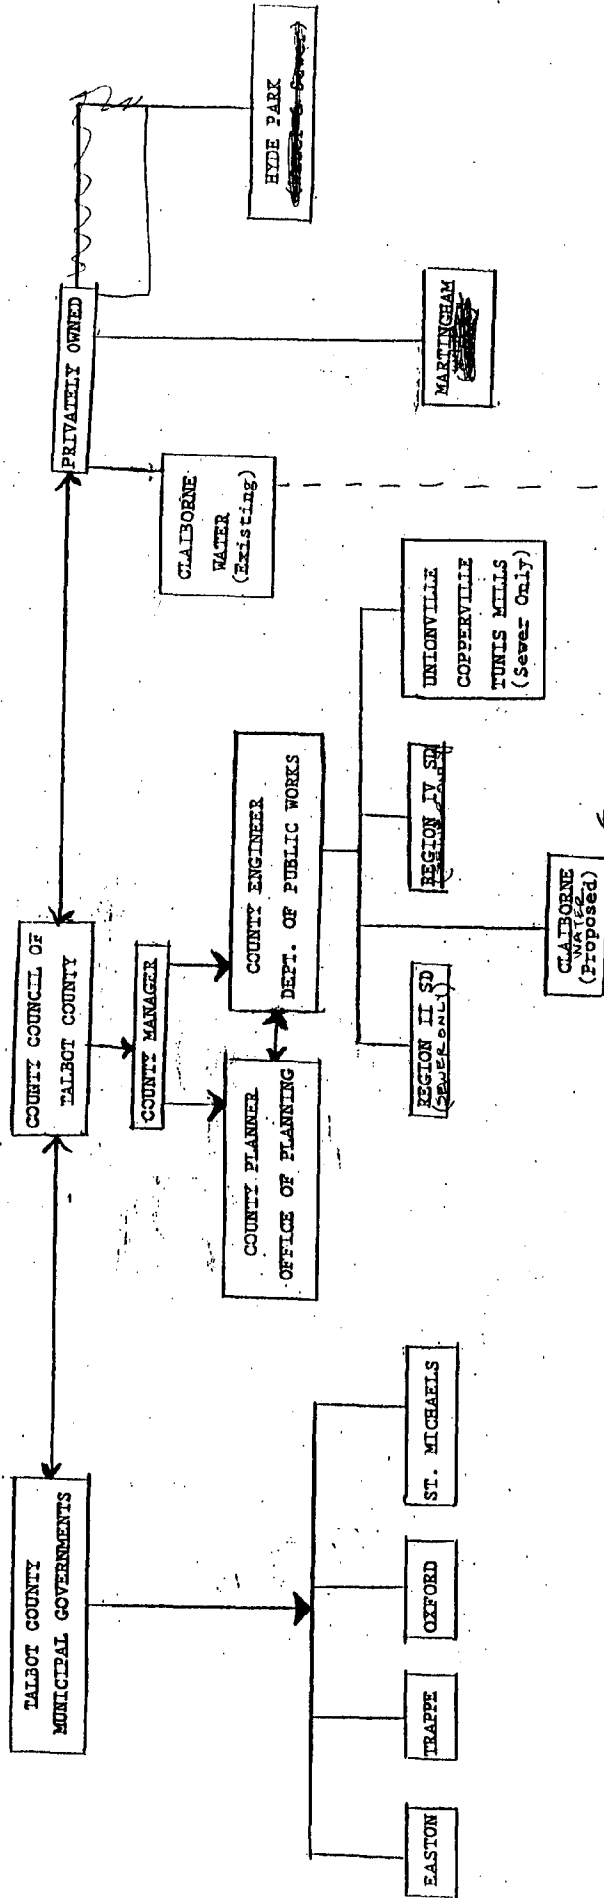 TALBOT COUNTY
MUNICIPAL GOVERNMENTS
COUNTY COUNCIL OF
TALBOT COUNTY
PRIVATELY OWNED
COUNTY MANAGER
COUNTY PLANNER
OFFICE OF PLANNING
COUNTY ENGINEER
DEPT. OF PUBLIC WORKS
CLAIBORNE
WATER
(Existing)
HYDE PARK
(Water & Sewer)
MARTINGHAM
EASTON
TRAPPE
OXFORD
ST. MICHAELS
REGION II SD
(SEWER ONLY)
REGION IV SD
UNIONVILLE
COPPERVILLE
TUNIS MILLS
(Sewer Only)
CLAIBORNE
WATER
(Proposed)